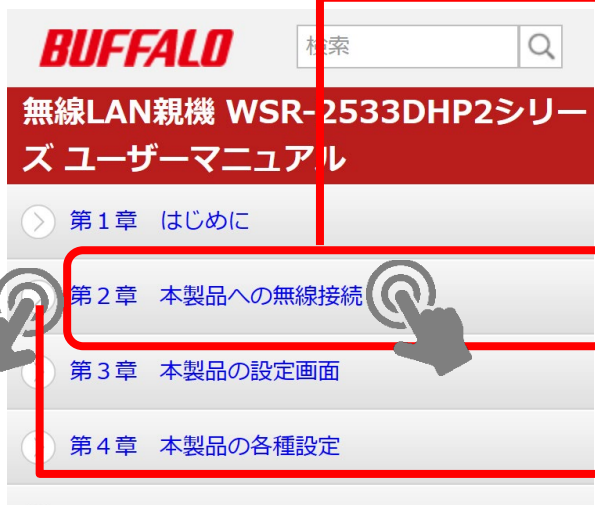 BUFFALO
検索
無線LAN親機 WSR-2533DHP2シリー
ズ ユーザーマニュアル
第1章 はじめに
第2章 本製品への無線接続
第3章 本製品の設定画面
第4章 本製品の各種設定